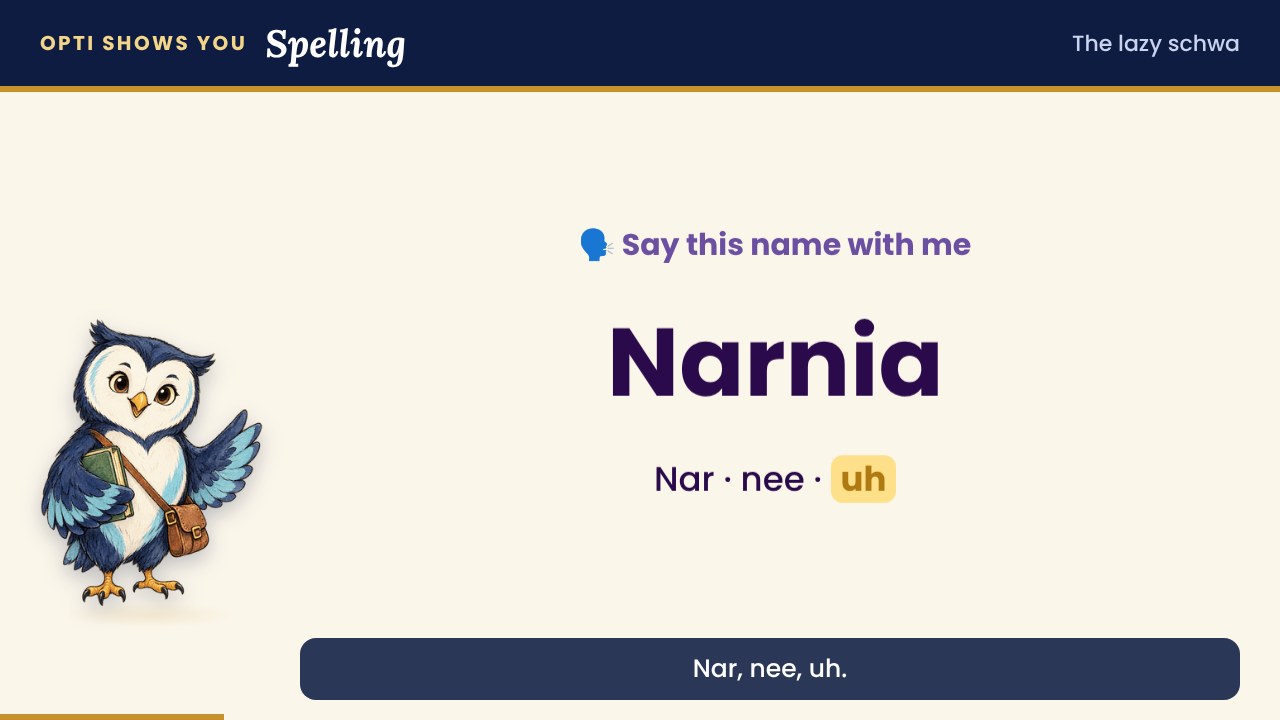 OPTI SHOWS YOU Spelling
The lazy schwa
Say this name with me
Narnia
Nar · nee · uh
Nar, nee, uh.